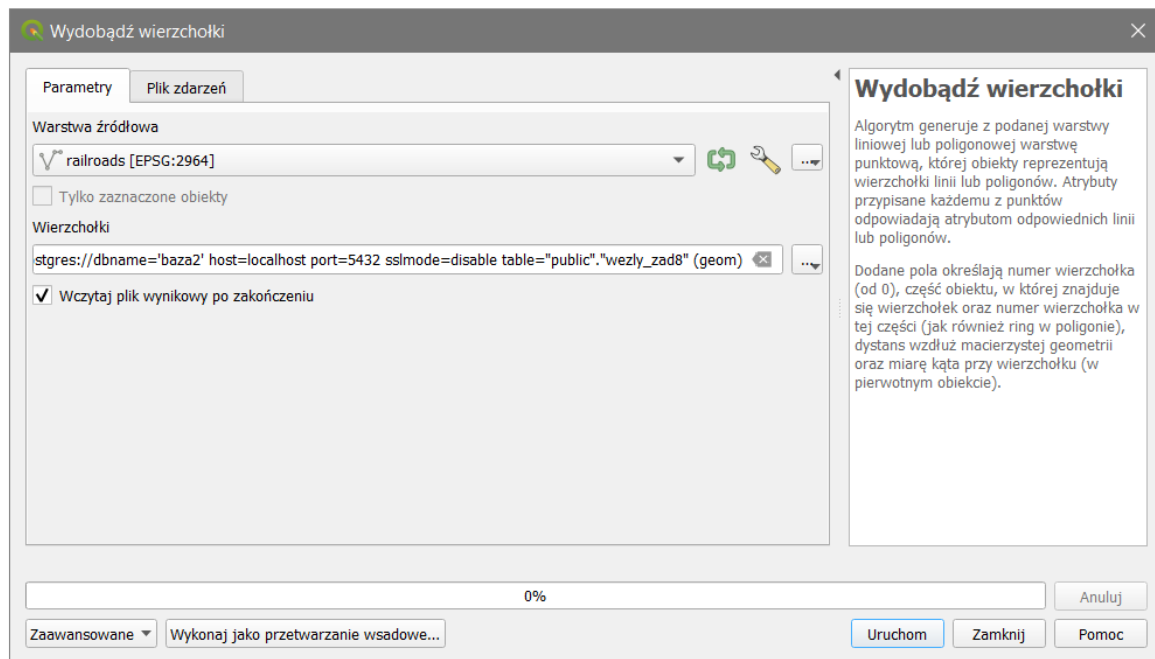 Wydobądź wierzchołki
Parametry
Plik zdarzeń
Warstwa źródłowa
railroads [EPSG:2964]
...
Tylko zaznaczone obiekty
Wierzchołki
stgres://dbname='baza2' host=localhost port=5432 sslmode=disable table="public"."wezly_zad8" (geom)
...
Wczytaj plik wynikowy po zakończeniu
Wydobądź wierzchołki
Algorytm generuje z podanej warstwy
liniowej lub poligonowej warstwę
punktową, której obiekty reprezentują
wierzchołki linii lub poligonów. Atrybuty
przypisane każdemu z punktów
odpowiadają atrybutom odpowiednich linii
lub poligonów.
Dodane pola określają numer wierzchołka
(od 0), część obiektu, w której znajduje
się wierzchołek oraz numer wierzchołka w
tej części (jak również ring w poligonie),
dystans wzdłuż macierzystej geometrii
oraz miarę kąta przy wierzchołku (w
pierwotnym obiekcie).
0%
Anuluj
Zaawansowane
Wykonaj jako przetwarzanie wsadowe...
Uruchom
Zamknij
Pomoc